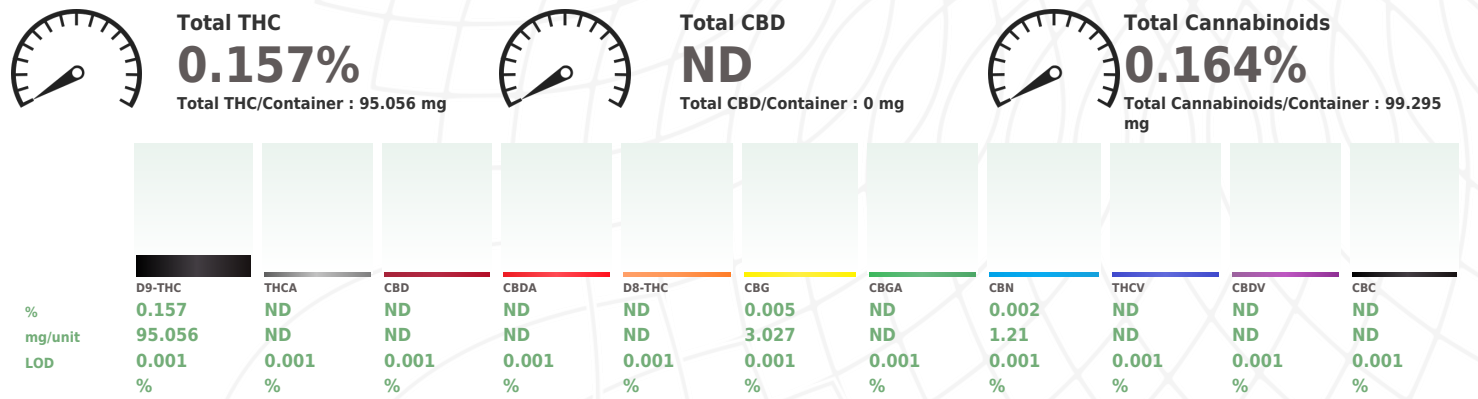 Total THC
0.157%
Total THC/Container : 95.056 mg
Total CBD
ND
Total CBD/Container : 0 mg
Total Cannabinoids
0.164%
Total Cannabinoids/Container : 99.295
mg
D9-THC THCA CBD CBDA D8-THC CBG CBGA CBN THCV CBDV CBC
% 0.157 ND ND ND ND 0.005 ND 0.002 ND ND ND
mg/unit 95.056 ND ND ND ND 3.027 ND 1.21 ND ND ND
LOD 0.001 0.001 0.001 0.001 0.001 0.001 0.001 0.001 0.001 0.001 0.001
% % % % % % % % % % %